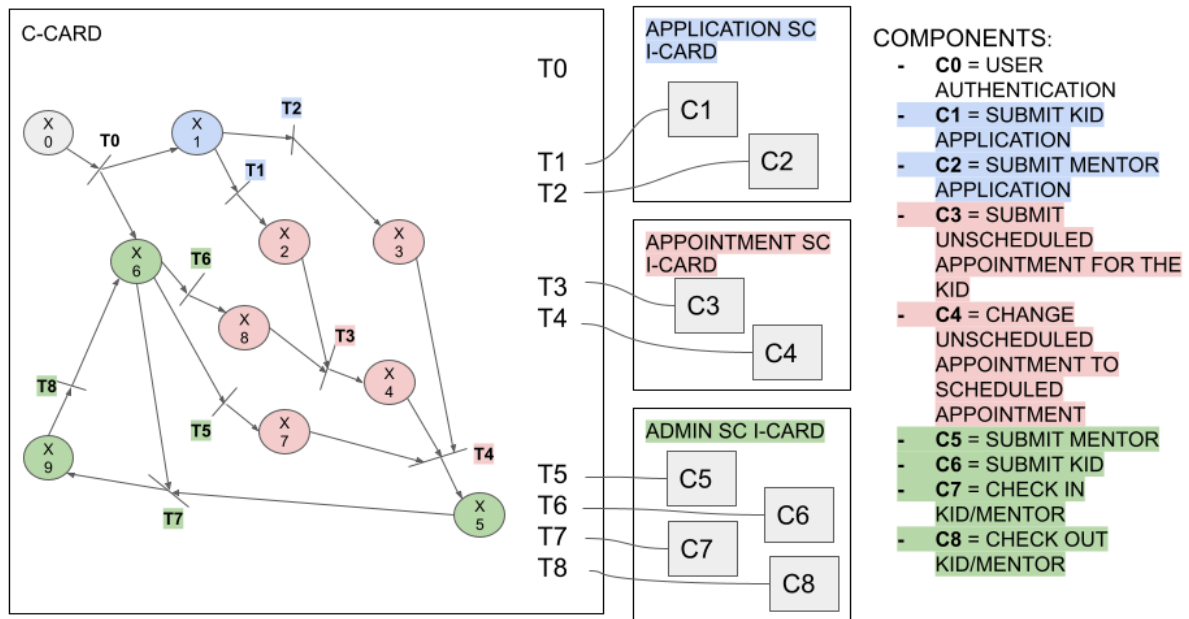 C-CARD
X
0
T0
X
1
T2
T1
X
2
X
3
X
6
T6
X
8
T3
X
4
T8
T5
X
7
X
9
T4
T7
X
5
T0
T1
T2
T3
T4
T5
T6
T7
T8
APPLICATION SC
I-CARD
C1
C2
APPOINTMENT SC
I-CARD
C3
C4
ADMIN SC I-CARD
C5
C6
C7
C8
COMPONENTS:
- C0 = USER
AUTHENTICATION
- C1 = SUBMIT KID
APPLICATION
- C2 = SUBMIT MENTOR
APPLICATION
- C3 = SUBMIT
UNSCHEDULED
APPOINTMENT FOR THE
KID
- C4 = CHANGE
UNSCHEDULED
APPOINTMENT TO
SCHEDULED
APPOINTMENT
- C5 = SUBMIT MENTOR
- C6 = SUBMIT KID
- C7 = CHECK IN
KID/MENTOR
- C8 = CHECK OUT
KID/MENTOR